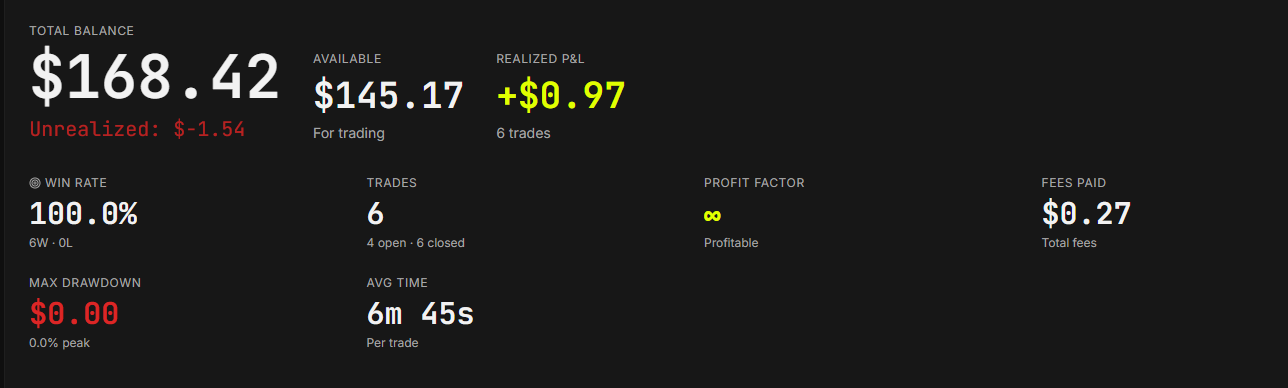 TOTAL BALANCE
$168.42
Unrealized: $-1.54
AVAILABLE
$145.17
For trading
REALIZED P&L
+$0.97
6 trades
WIN RATE
100.0%
6W · 0L
TRADES
6
4 open · 6 closed
PROFIT FACTOR
∞
Profitable
FEES PAID
$0.27
Total fees
MAX DRAWDOWN
$0.00
0.0% peak
AVG TIME
6m 45s
Per trade